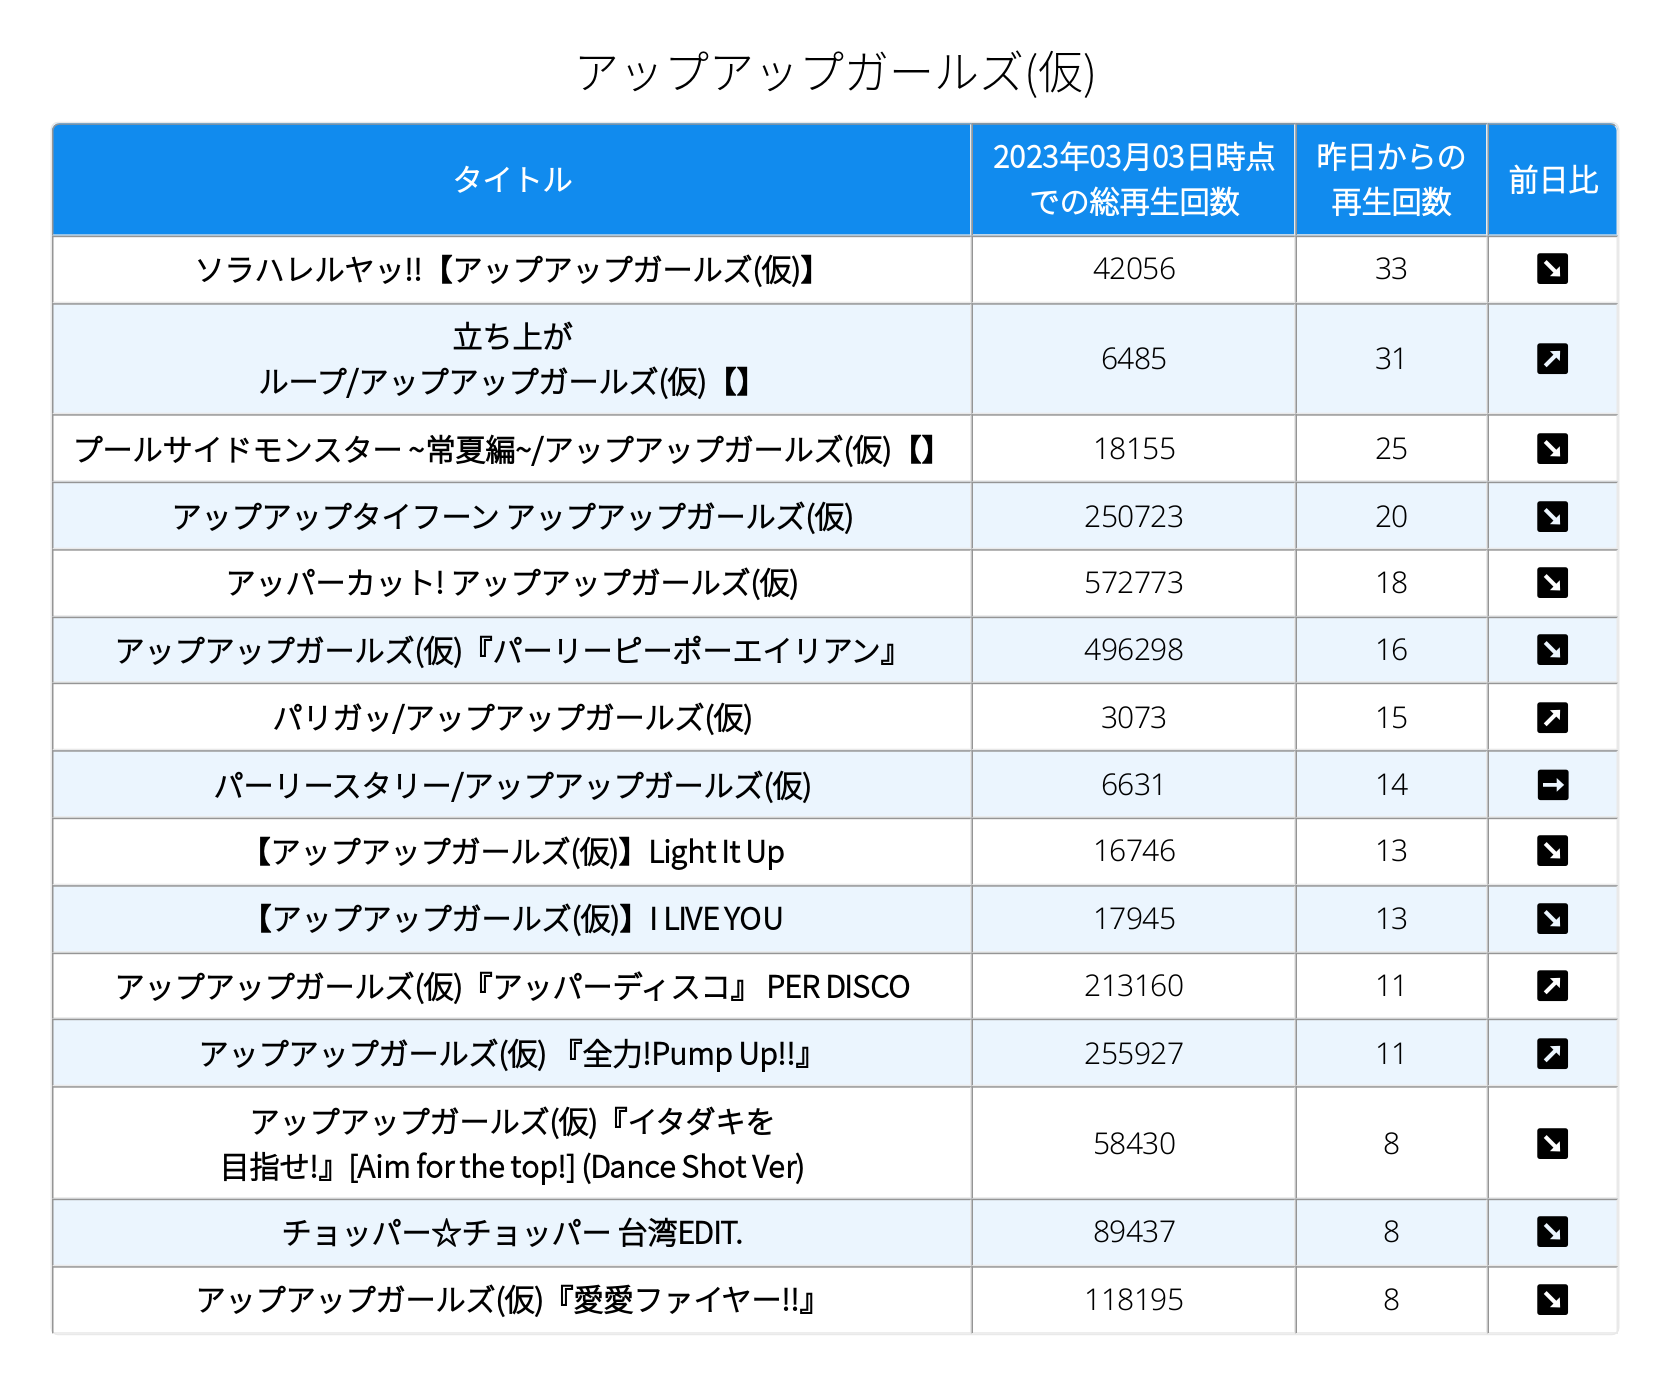 アップアップガールズ(仮)
タイトル
2023年03月03日時点
での総再生回数
昨日からの
再生回数
前日比
ソラハレルヤッ!!【アップアップガールズ(仮)】 42056 33 ↘
立ち上が
ループ/アップアップガールズ(仮)【】 6485 31 ↗
プールサイドモンスター ~常夏編~/アップアップガールズ(仮)【】 18155 25 ↘
アップアップタイフーン アップアップガールズ(仮) 250723 20 ↘
アッパーカット! アップアップガールズ(仮) 572773 18 ↘
アップアップガールズ(仮)『パーリーピーポーエイリアン』 496298 16 ↘
パリガッ/アップアップガールズ(仮) 3073 15 ↗
パーリースタリー/アップアップガールズ(仮) 6631 14 →
【アップアップガールズ(仮)】Light It Up 16746 13 ↘
【アップアップガールズ(仮)】I LIVE YOU 17945 13 ↘
アップアップガールズ(仮)『アッパーディスコ』 PER DISCO 213160 11 ↗
アップアップガールズ(仮) 『全力!Pump Up!!』 255927 11 ↗
アップアップガールズ(仮)『イタダキを
目指せ!』[Aim for the top!] (Dance Shot Ver) 58430 8 ↘
チョッパー☆チョッパー 台湾EDIT. 89437 8 ↘
アップアップガールズ(仮)『愛愛ファイヤー!!』 118195 8 ↘